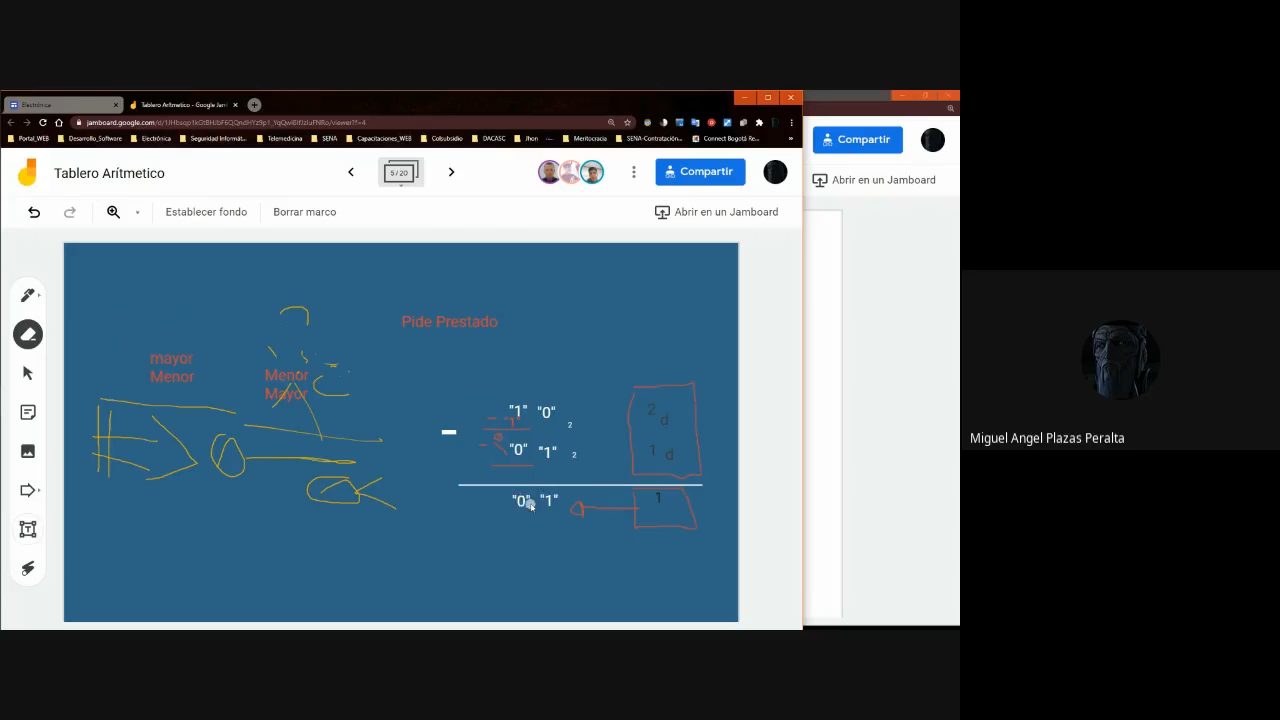 Electrónica
Tablero Aritmetico - Google Jam
Portal_WEB
Desarrollo_Software
Electrónica
Seguridad Informát...
Telemedicina
SENA
Capacitaciones_WEB
Colsubsidio
DACASC
Jhon
Meritocracia
SENA-Contratación...
Connect Bogotá Re...
Tablero Arítmetico
5 / 20
Compartir
Compartir
Establecer fondo
Borrar marco
Abrir en un Jamboard
Abrir en un Jamboard
Pide Prestado
mayor
Menor
Menor
Mayor
"1" "0" 2
2 d
"0" "1" 2
1 d
"0" "1"
1
Miguel Angel Plazas Peralta